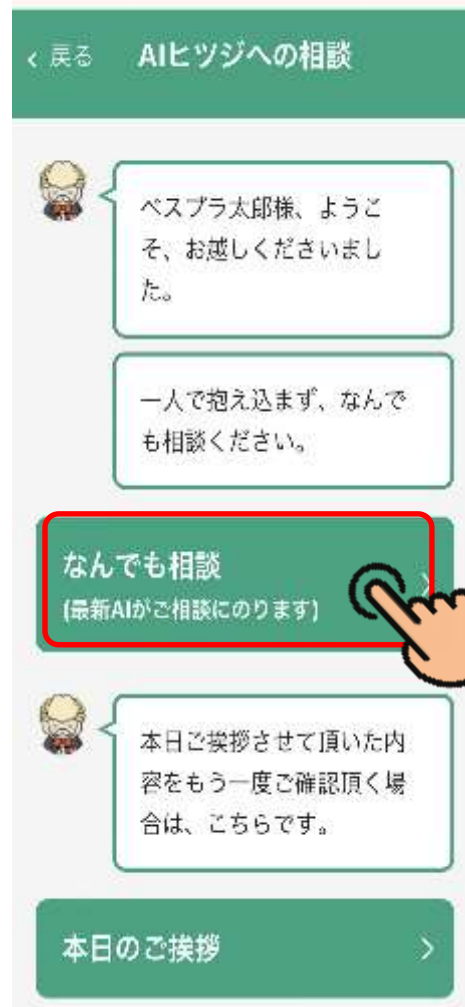 < 戻る AIヒツジへの相談
ベスプラ太郎様、ようこ
そ、お越しくださいまし
た。
一人で抱え込まず、なんで
も相談ください。
なんでも相談
(最新AIがご相談にのります)
本日ご挨拶させて頂いた内
容をもう一度ご確認頂く場
合は、こちらです。
本日のご挨拶